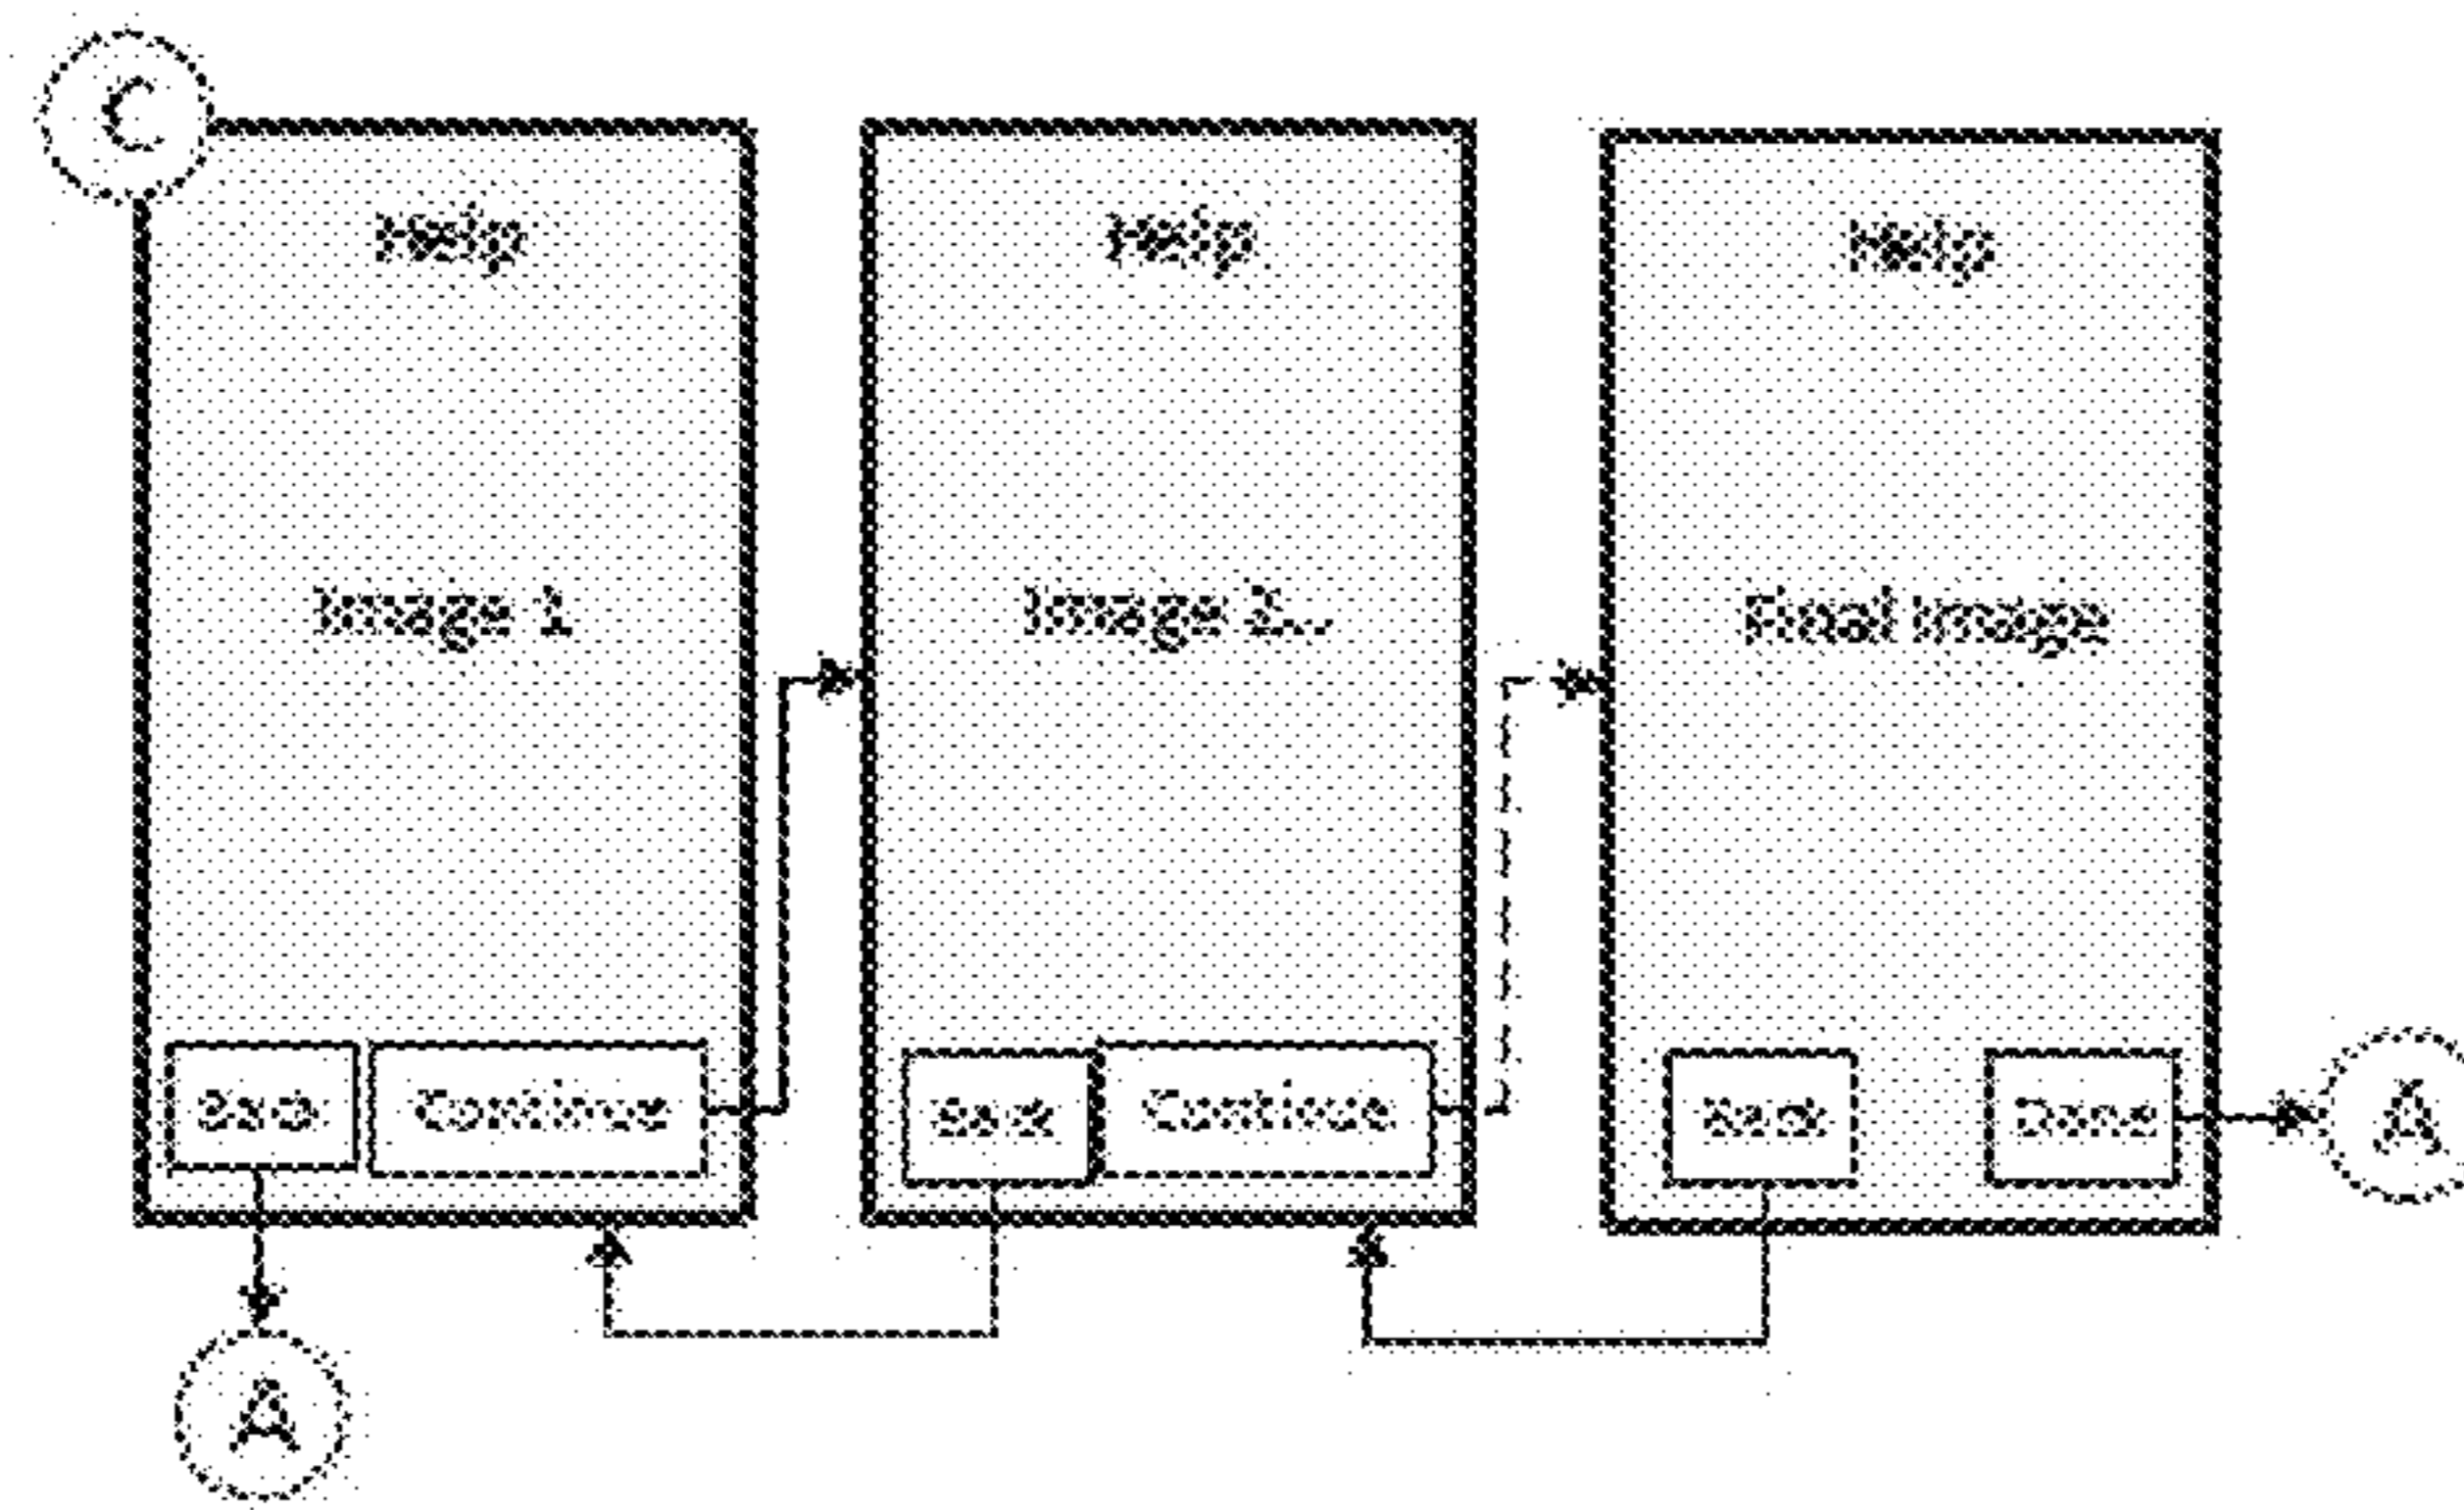 C
Help
Help
Help
Image 1
Image 2...
Final Image
Back
Continue
Back
Continue
Back
Done
A
A